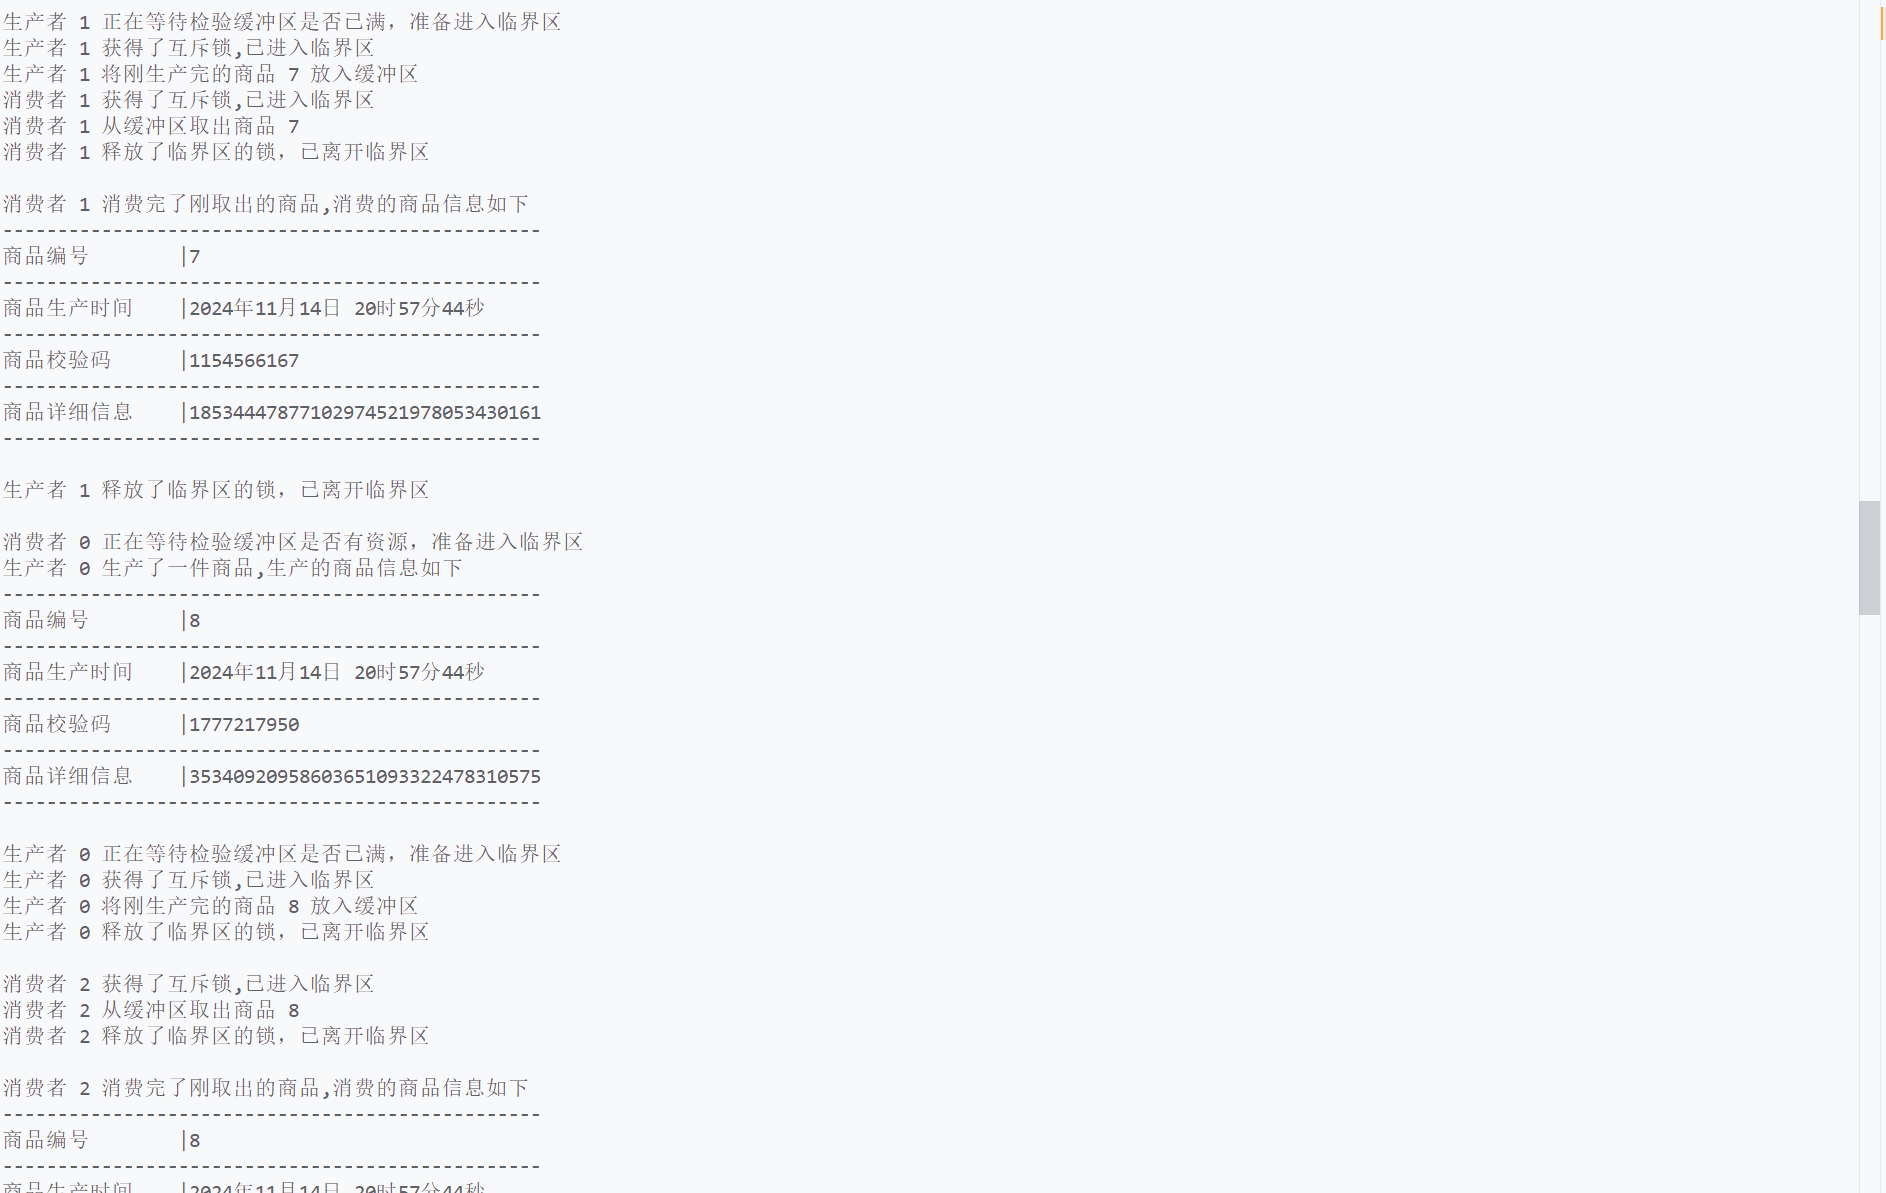 生产者 1 正在等待检验缓冲区是否已满，准备进入临界区
生产者 1 获得了互斥锁,已进入临界区
生产者 1 将刚生产完的商品 7 放入缓冲区
消费者 1 获得了互斥锁,已进入临界区
消费者 1 从缓冲区取出商品 7
消费者 1 释放了临界区的锁，已离开临界区
消费者 1 消费完了刚取出的商品,消费的商品信息如下
-------------------------------------------------
商品编号 |7
-------------------------------------------------
商品生产时间 |2024年11月14日 20时57分44秒
-------------------------------------------------
商品校验码 |1154566167
-------------------------------------------------
商品详细信息 |18534447877102974521978053430161
-------------------------------------------------
生产者 1 释放了临界区的锁，已离开临界区
消费者 0 正在等待检验缓冲区是否有资源，准备进入临界区
生产者 0 生产了一件商品,生产的商品信息如下
-------------------------------------------------
商品编号 |8
-------------------------------------------------
商品生产时间 |2024年11月14日 20时57分44秒
-------------------------------------------------
商品校验码 |1777217950
-------------------------------------------------
商品详细信息 |35340920958603651093322478310575
-------------------------------------------------
生产者 0 正在等待检验缓冲区是否已满，准备进入临界区
生产者 0 获得了互斥锁,已进入临界区
生产者 0 将刚生产完的商品 8 放入缓冲区
生产者 0 释放了临界区的锁，已离开临界区
消费者 2 获得了互斥锁,已进入临界区
消费者 2 从缓冲区取出商品 8
消费者 2 释放了临界区的锁，已离开临界区
消费者 2 消费完了刚取出的商品,消费的商品信息如下
-------------------------------------------------
商品编号 |8
-------------------------------------------------
商品生产时间 |2024年11月14日 20时57分44秒